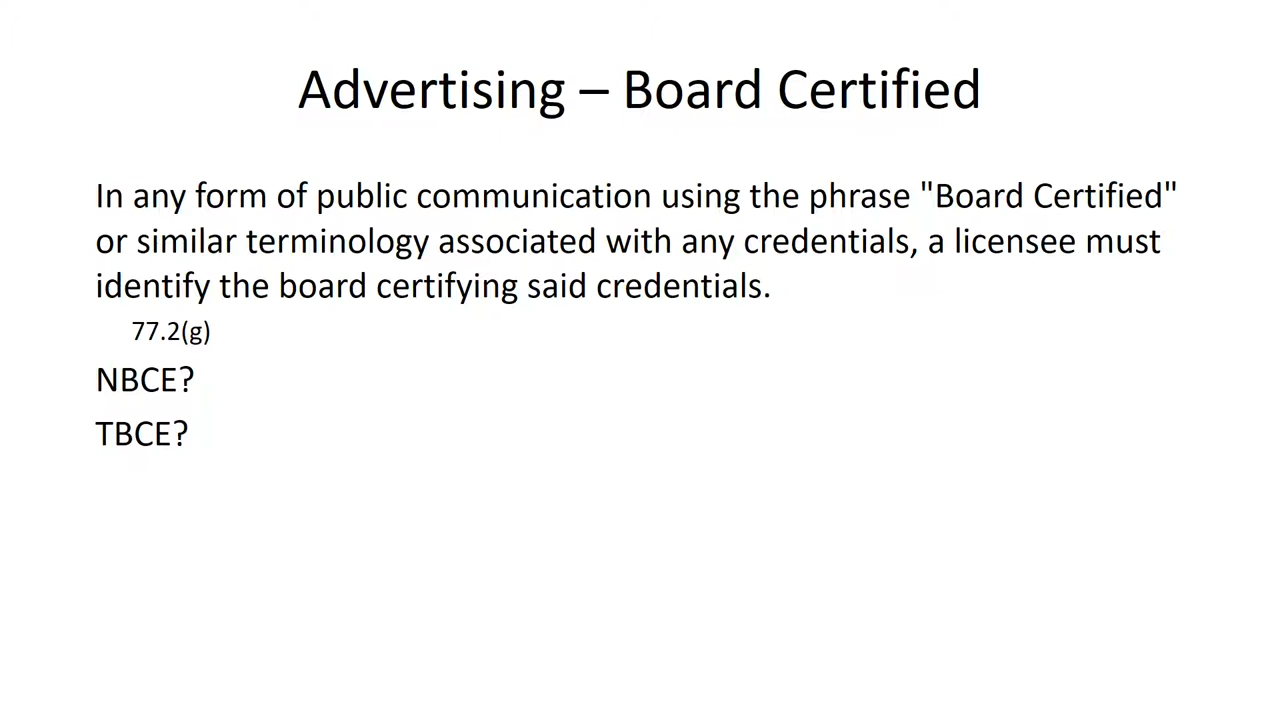 Advertising – Board Certified
In any form of public communication using the phrase "Board Certified"
or similar terminology associated with any credentials, a licensee must
identify the board certifying said credentials.
77.2(g)
NBCE?
TBCE?